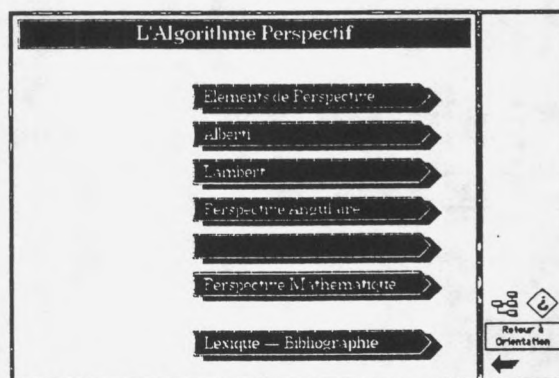 L'Algorithme Perspectif
Elements de Perspective
Alberti
Lambert
Perspective Angulaire
Perspective Mathematique
Lexique — Bibliographie
Retour à
Orientation